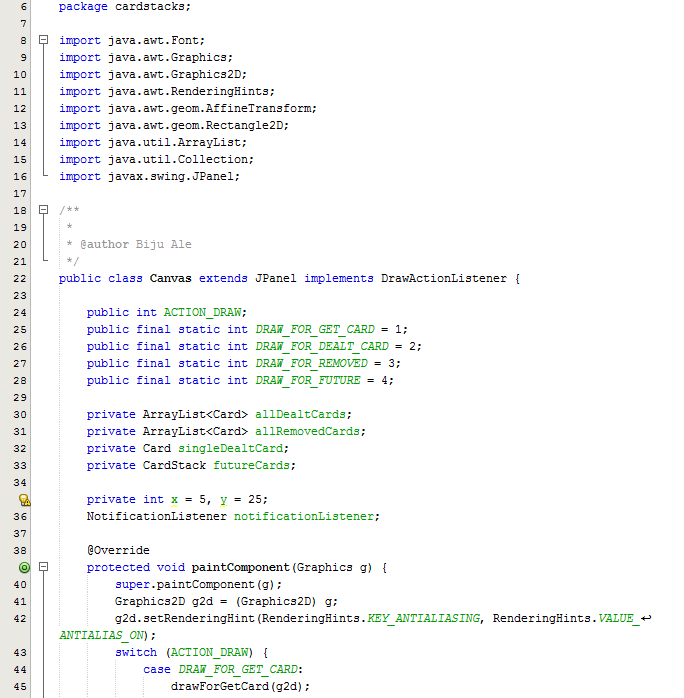 6 package cardstacks;
7
8 import java.awt.Font;
9 import java.awt.Graphics;
10 import java.awt.Graphics2D;
11 import java.awt.RenderingHints;
12 import java.awt.geom.AffineTransform;
13 import java.awt.geom.Rectangle2D;
14 import java.util.ArrayList;
15 import java.util.Collection;
16 import javax.swing.JPanel;
17
18 /**
19  *
20  * @author Biju Ale
21  */
22 public class Canvas extends JPanel implements DrawActionListener {
23
24     public int ACTION_DRAW;
25     public final static int DRAW_FOR_GET_CARD = 1;
26     public final static int DRAW_FOR_DEALT_CARD = 2;
27     public final static int DRAW_FOR_REMOVED = 3;
28     public final static int DRAW_FOR_FUTURE = 4;
29
30     private ArrayList<Card> allDealtCards;
31     private ArrayList<Card> allRemovedCards;
32     private Card singleDealtCard;
33     private CardStack futureCards;
34
    private int x = 5, y = 25;
36     NotificationListener notificationListener;
37
38     @Override
    protected void paintComponent(Graphics g) {
40         super.paintComponent(g);
41         Graphics2D g2d = (Graphics2D) g;
42         g2d.setRenderingHint(RenderingHints.KEY_ANTIALIASING, RenderingHints.VALUE_↩
ANTIALIAS_ON);
43         switch (ACTION_DRAW) {
44             case DRAW_FOR_GET_CARD:
45                 drawForGetCard(g2d);